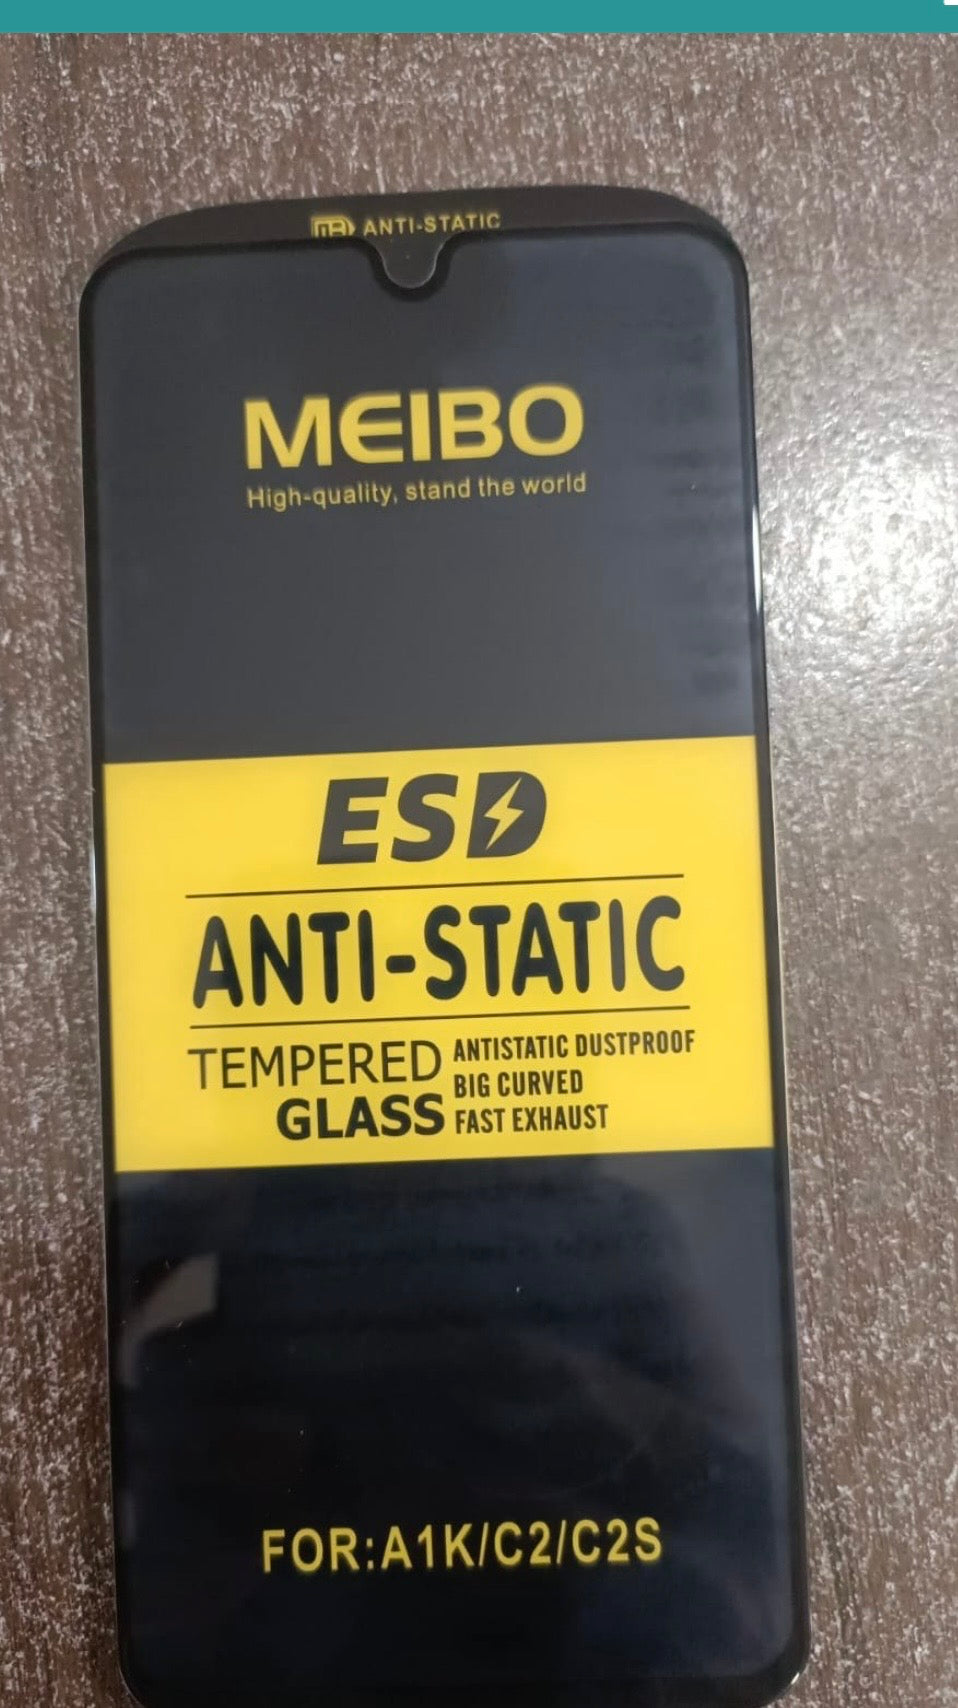 ANTI-STATIC
MEIBO
High-quality, stand the world
ESD
ANTI-STATIC
TEMPERED
GLASS
ANTISTATIC DUSTPROOF
BIG CURVED
FAST EXHAUST
FOR:A1K/C2/C2S